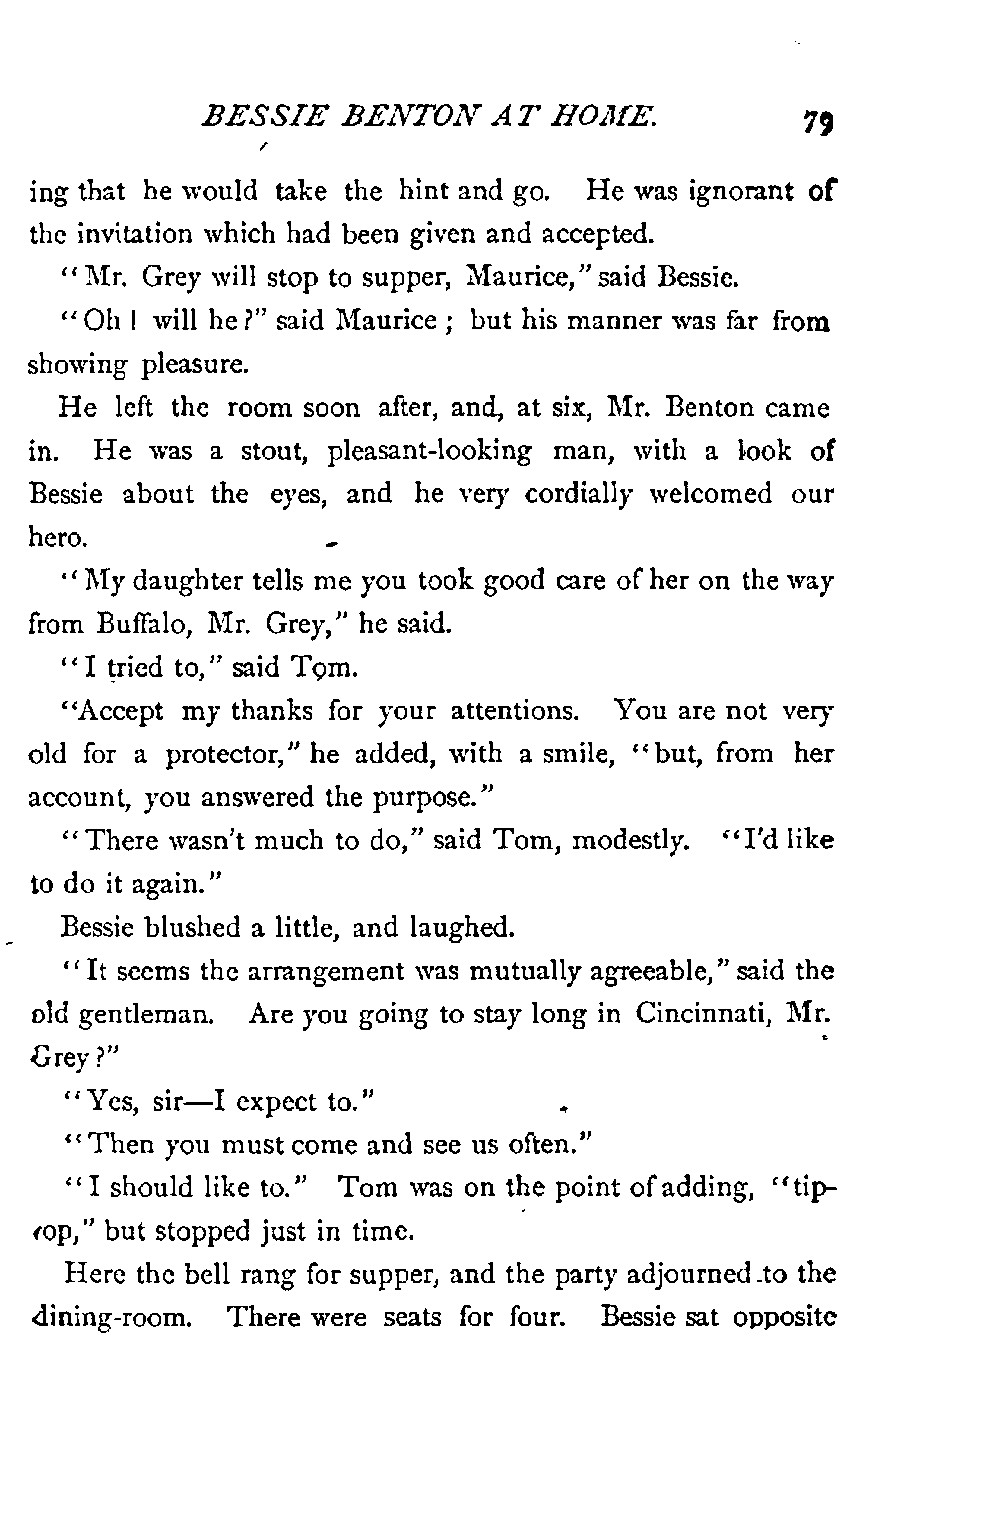 BESSIE BENTON AT HOME. 79
ing that he would take the hint and go. He was ignorant of
the invitation which had been given and accepted.
"Mr. Grey will stop to supper, Maurice," said Bessie.
"Oh! will he?" said Maurice; but his manner was far from
showing pleasure.
He left the room soon after, and, at six, Mr. Benton came
in. He was a stout, pleasant-looking man, with a look of
Bessie about the eyes, and he very cordially welcomed our
hero.
"My daughter tells me you took good care of her on the way
from Buffalo, Mr. Grey," he said.
"I tried to," said Tom.
"Accept my thanks for your attentions. You are not very
old for a protector," he added, with a smile, "but, from her
account, you answered the purpose."
"There wasn't much to do," said Tom, modestly. "I'd like
to do it again."
Bessie blushed a little, and laughed.
"It seems the arrangement was mutually agreeable," said the
old gentleman. Are you going to stay long in Cincinnati, Mr.
Grey?"
"Yes, sir—I expect to."
"Then you must come and see us often."
"I should like to." Tom was on the point of adding, "tip-
top," but stopped just in time.
Here the bell rang for supper, and the party adjourned to the
dining-room. There were seats for four. Bessie sat opposite